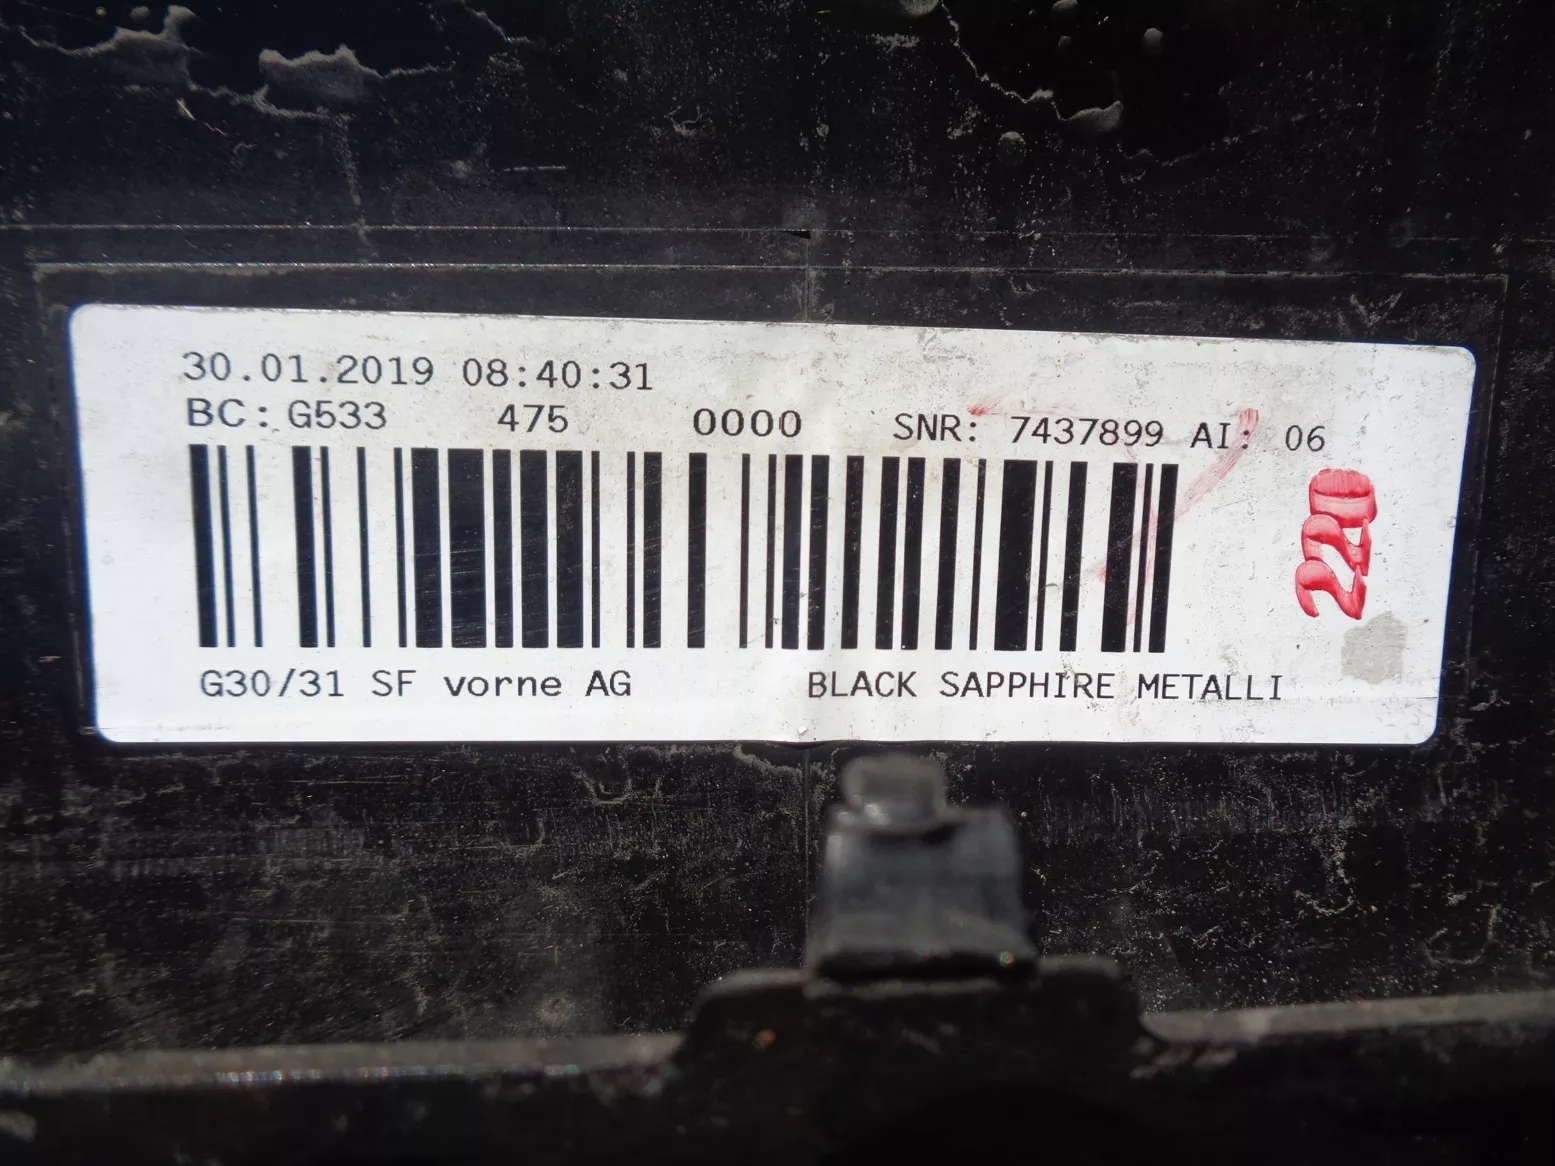 30.01.2019 08:40:31
BC: G533 475 0000 SNR: 7437899 AI: 06
220
G30/31 SF vorne AG BLACK SAPPHIRE METALLI